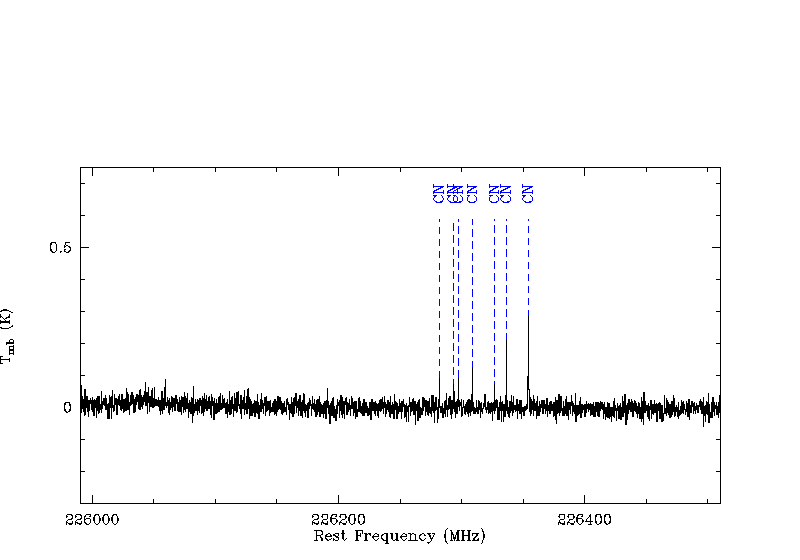 CN CN CN CN CN CN CN
0.5
0
T_mb (K)
226000 226200 226400
Rest Frequency (MHz)